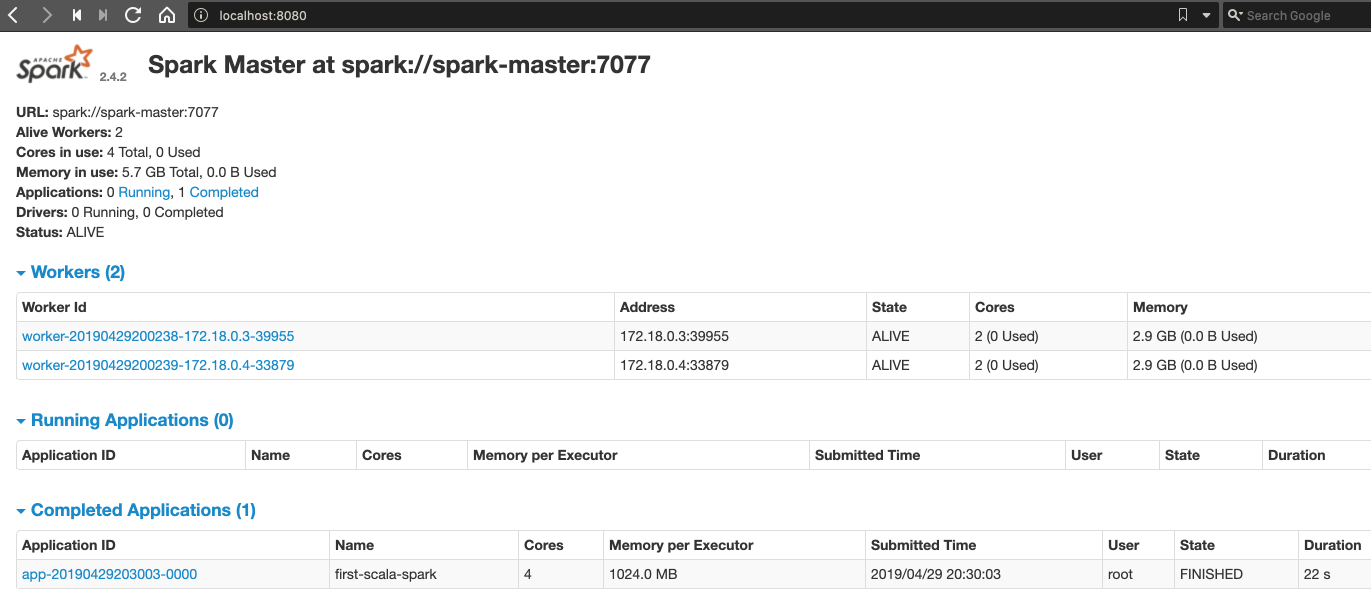 localhost:8080 Search Google
APACHE Spark 2.4.2 Spark Master at spark://spark-master:7077
URL: spark://spark-master:7077
Alive Workers: 2
Cores in use: 4 Total, 0 Used
Memory in use: 5.7 GB Total, 0.0 B Used
Applications: 0 Running, 1 Completed
Drivers: 0 Running, 0 Completed
Status: ALIVE
Workers (2)
Worker Id Address State Cores Memory
worker-20190429200238-172.18.0.3-39955 172.18.0.3:39955 ALIVE 2 (0 Used) 2.9 GB (0.0 B Used)
worker-20190429200239-172.18.0.4-33879 172.18.0.4:33879 ALIVE 2 (0 Used) 2.9 GB (0.0 B Used)
Running Applications (0)
Application ID Name Cores Memory per Executor Submitted Time User State Duration
Completed Applications (1)
Application ID Name Cores Memory per Executor Submitted Time User State Duration
app-20190429203003-0000 first-scala-spark 4 1024.0 MB 2019/04/29 20:30:03 root FINISHED 22 s